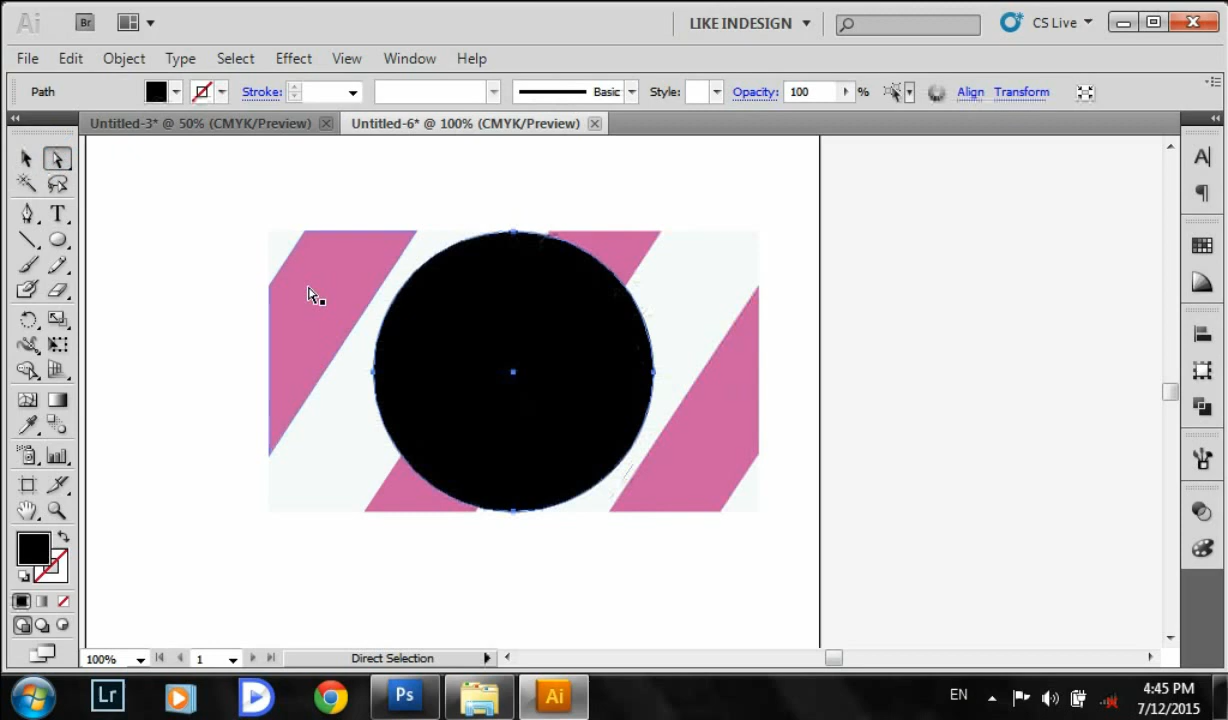 Ai Br LIKE INDESIGN CS Live
File Edit Object Type Select Effect View Window Help
Path Stroke: Basic Style: Opacity: 100 % Align Transform
Untitled-3* @ 50% (CMYK/Preview) Untitled-6* @ 100% (CMYK/Preview)
T
A
100% 1 Direct Selection
Lr Ps Ai EN 4:45 PM
7/12/2015